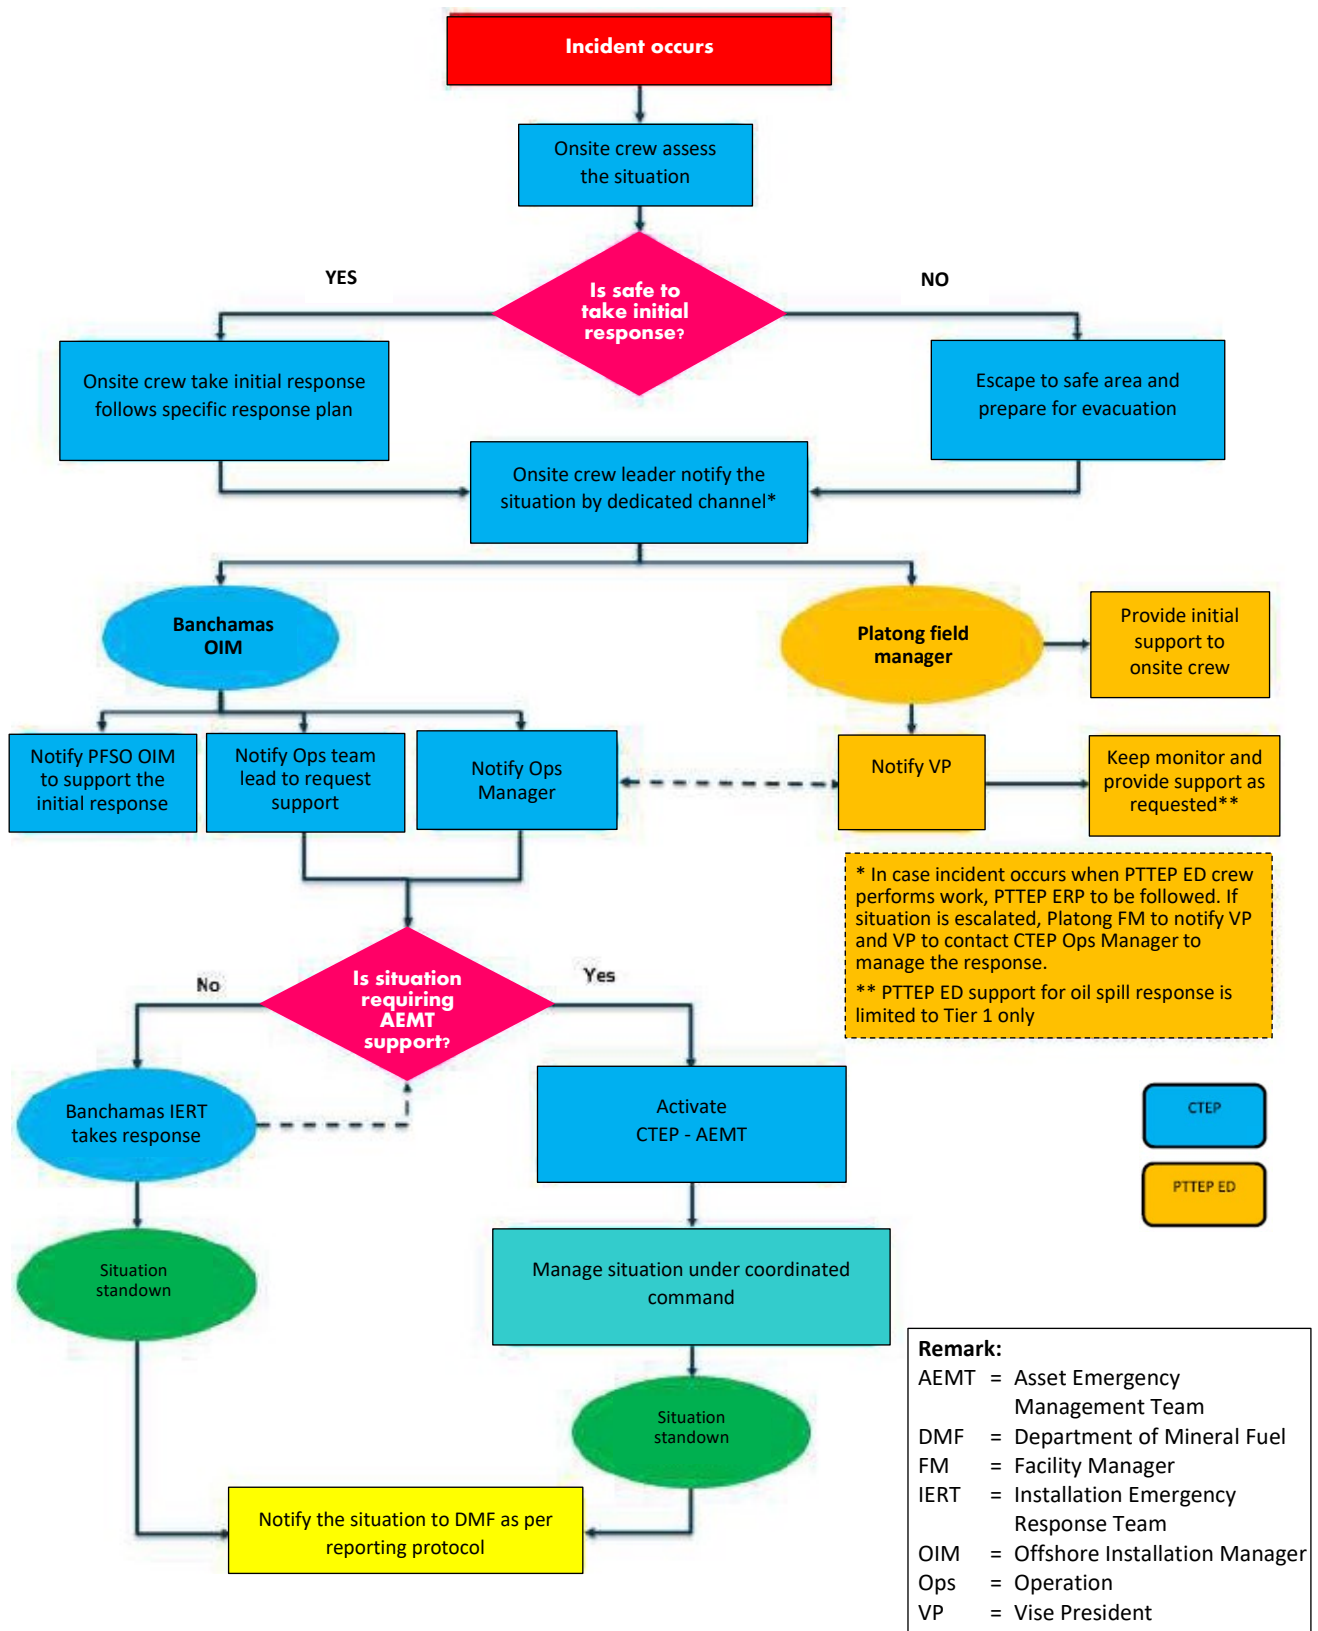 Incident occurs
Onsite crew assess
the situation
YES
NO
Is safe to
take initial
response?
Onsite crew take initial response
follows specific response plan
Escape to safe area and
prepare for evacuation
Onsite crew leader notify the
situation by dedicated channel*
Banchamas
OIM
Platong field
manager
Provide initial
support to
onsite crew
Notify PFSO OIM
to support the
initial response
Notify Ops team
lead to request
support
Notify Ops
Manager
Notify VP
Keep monitor and
provide support as
requested**
* In case incident occurs when PTTEP ED crew
performs work, PTTEP ERP to be followed. If
situation is escalated, Platong FM to notify VP
and VP to contact CTEP Ops Manager to
manage the response.
** PTTEP ED support for oil spill response is
limited to Tier 1 only
No
Yes
Is situation
requiring
AEMT
support?
Banchamas IERT
takes response
Activate
CTEP - AEMT
CTEP
PTTEP ED
Situation
standown
Manage situation under coordinated
command
Situation
standown
Notify the situation to DMF as per
reporting protocol
Remark:
AEMT = Asset Emergency
Management Team
DMF = Department of Mineral Fuel
FM = Facility Manager
IERT = Installation Emergency
Response Team
OIM = Offshore Installation Manager
Ops = Operation
VP = Vise President